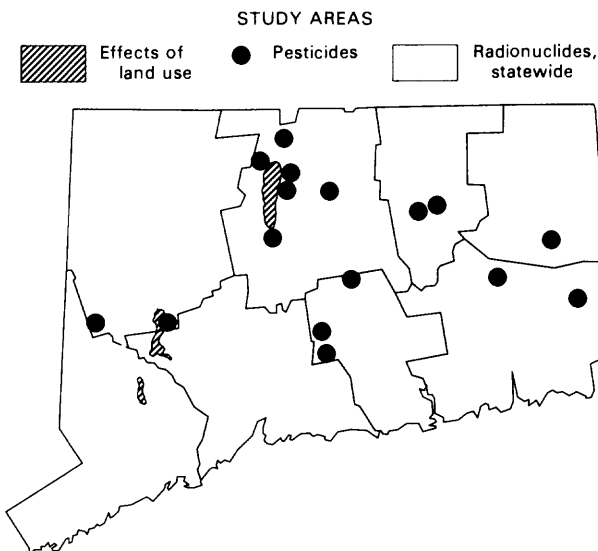 STUDY AREAS
Effects of
land use
Pesticides
Radionuclides,
statewide